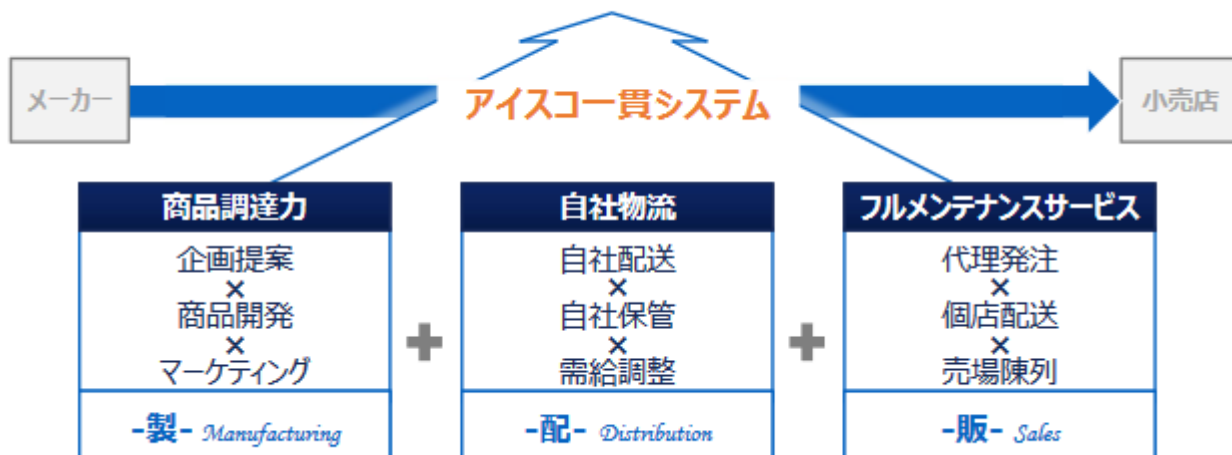 メーカー
アイスコ一貫システム
小売店
商品調達力
企画提案
×
商品開発
×
マーケティング
-製- Manufacturing
+
自社物流
自社配送
×
自社保管
×
需給調整
-配- Distribution
+
フルメンテナンスサービス
代理発注
×
個店配送
×
売場陳列
-販- Sales